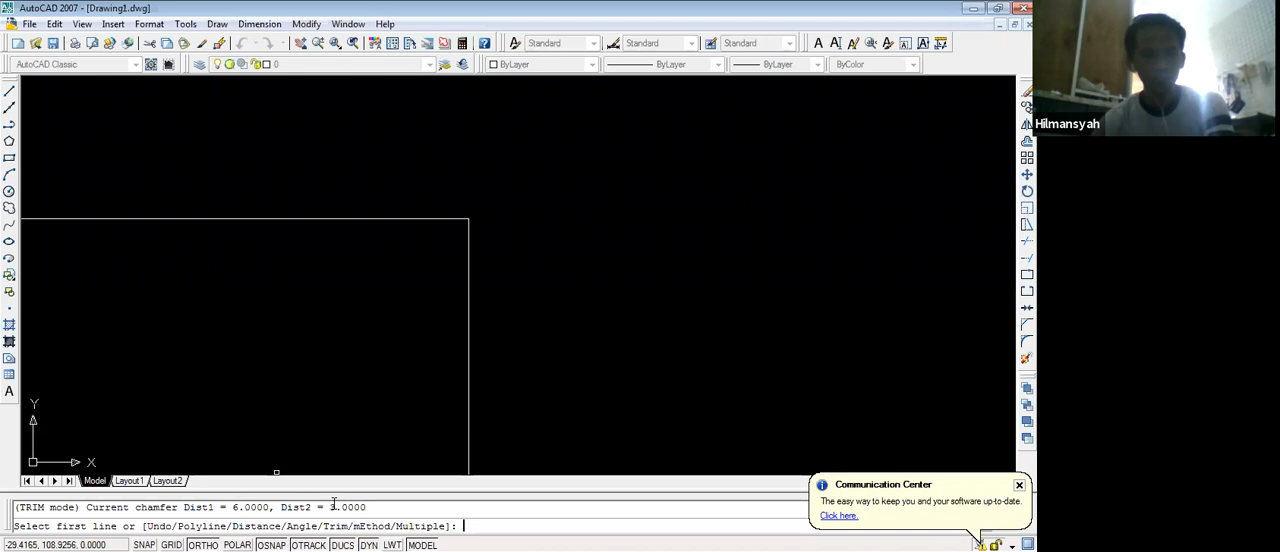 AutoCAD 2007 - [Drawing1.dwg]
File Edit View Insert Format Tools Draw Dimension Modify Window Help
Standard Standard Standard
AutoCAD Classic 0 ByLayer ByLayer ByLayer ByColor
Hilmansyah
Y
X
Model Layout1 Layout2
Communication Center
The easy way to keep you and your software up-to-date.
Click here.
(TRIM mode) Current chamfer Dist1 = 6.0000, Dist2 = .0000
Select first line or [Undo/Polyline/Distance/Angle/Trim/mEthod/Multiple]:
-29.4165, 108.9256, 0.0000 SNAP GRID ORTHO POLAR OSNAP OTRACK DUCS DYN LWT MODEL